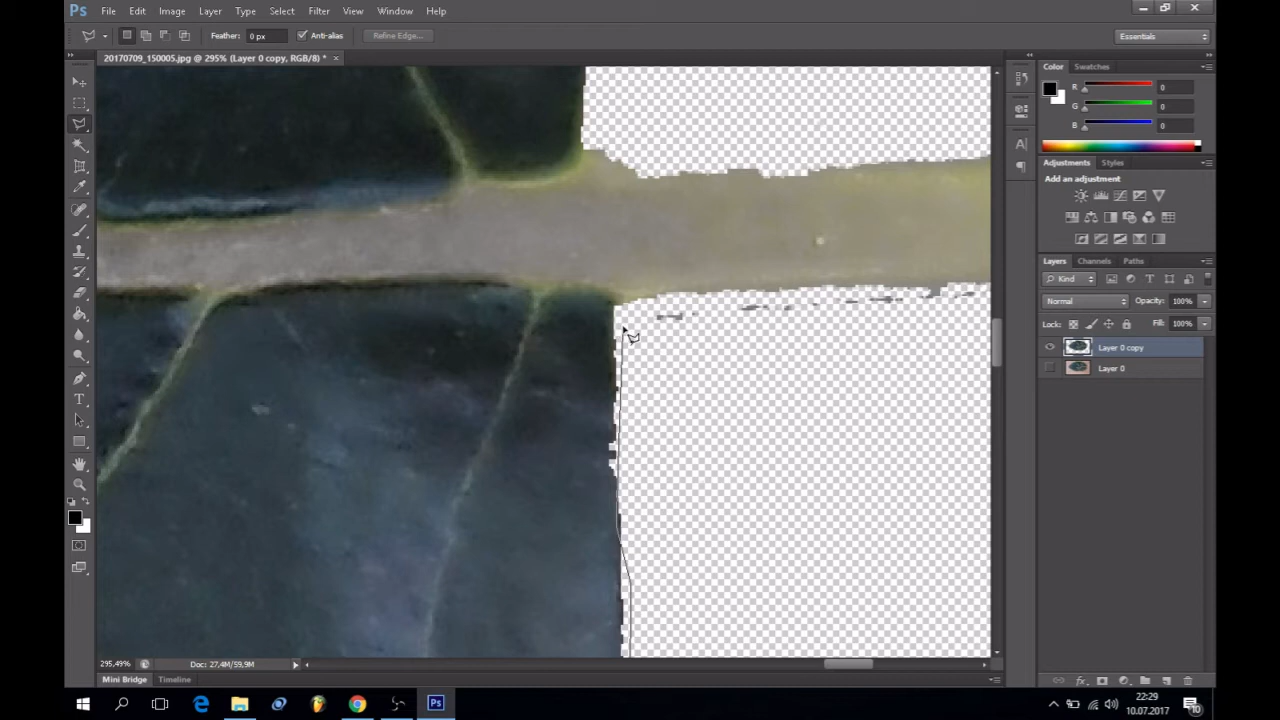 Ps File Edit Image Layer Type Select Filter View Window Help
Feather: 0 px Anti-alias Refine Edge... Essentials
20170709_150005.jpg @ 295% (Layer 0 copy, RGB/8) * ×
Color Swatches
R 0
G 0
B 0
Adjustments Styles
Add an adjustment
Layers Channels Paths
Kind
Normal Opacity: 100%
Lock: Fill: 100%
Layer 0 copy
Layer 0
295,49% Doc: 27,4M/59,9M
Mini Bridge Timeline
Ps 22:29
10.07.2017 10